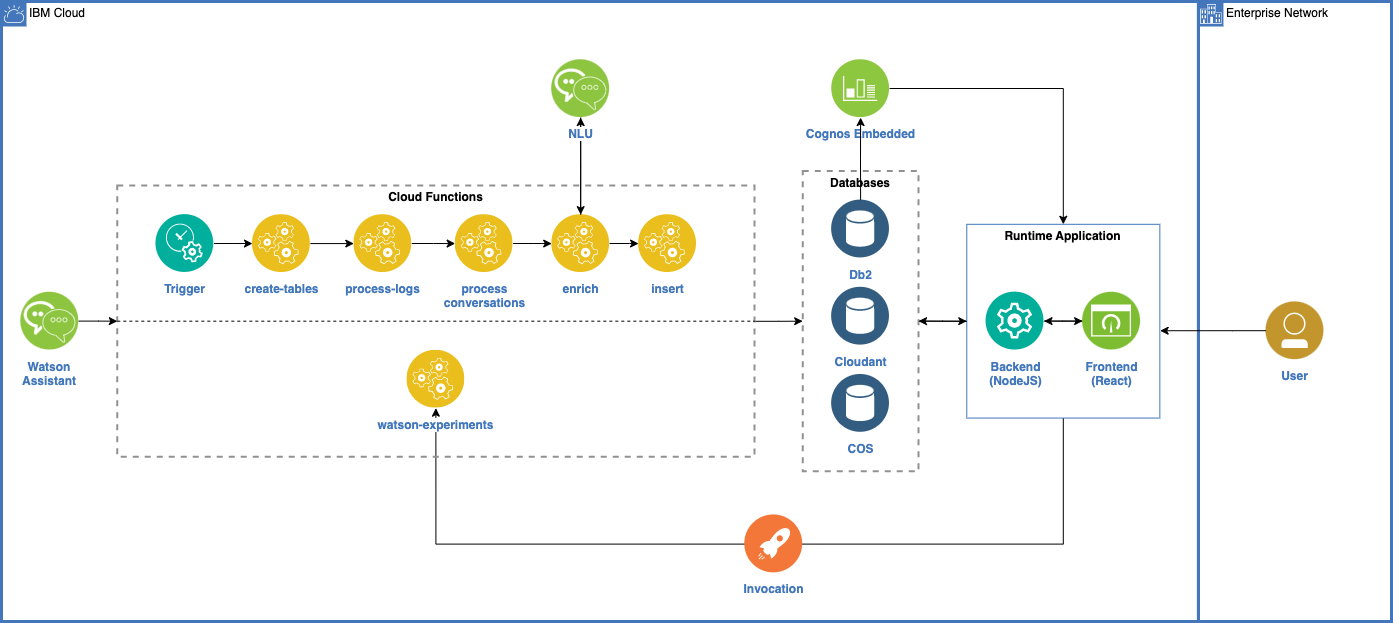 IBM Cloud
Enterprise Network
NLU
Cognos Embedded
Cloud Functions
Databases
Trigger
create-tables
process-logs
process
conversations
enrich
insert
Db2
Runtime Application
Watson
Assistant
Cloudant
Backend
(NodeJS)
Frontend
(React)
User
watson-experiments
COS
Invocation